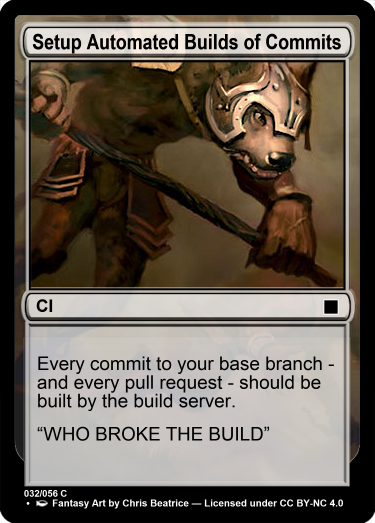 Setup Automated Builds of Commits
CI
Every commit to your base branch -
and every pull request - should be
built by the build server.
“WHO BROKE THE BUILD”
032/056 C
• Fantasy Art by Chris Beatrice — Licensed under CC BY-NC 4.0